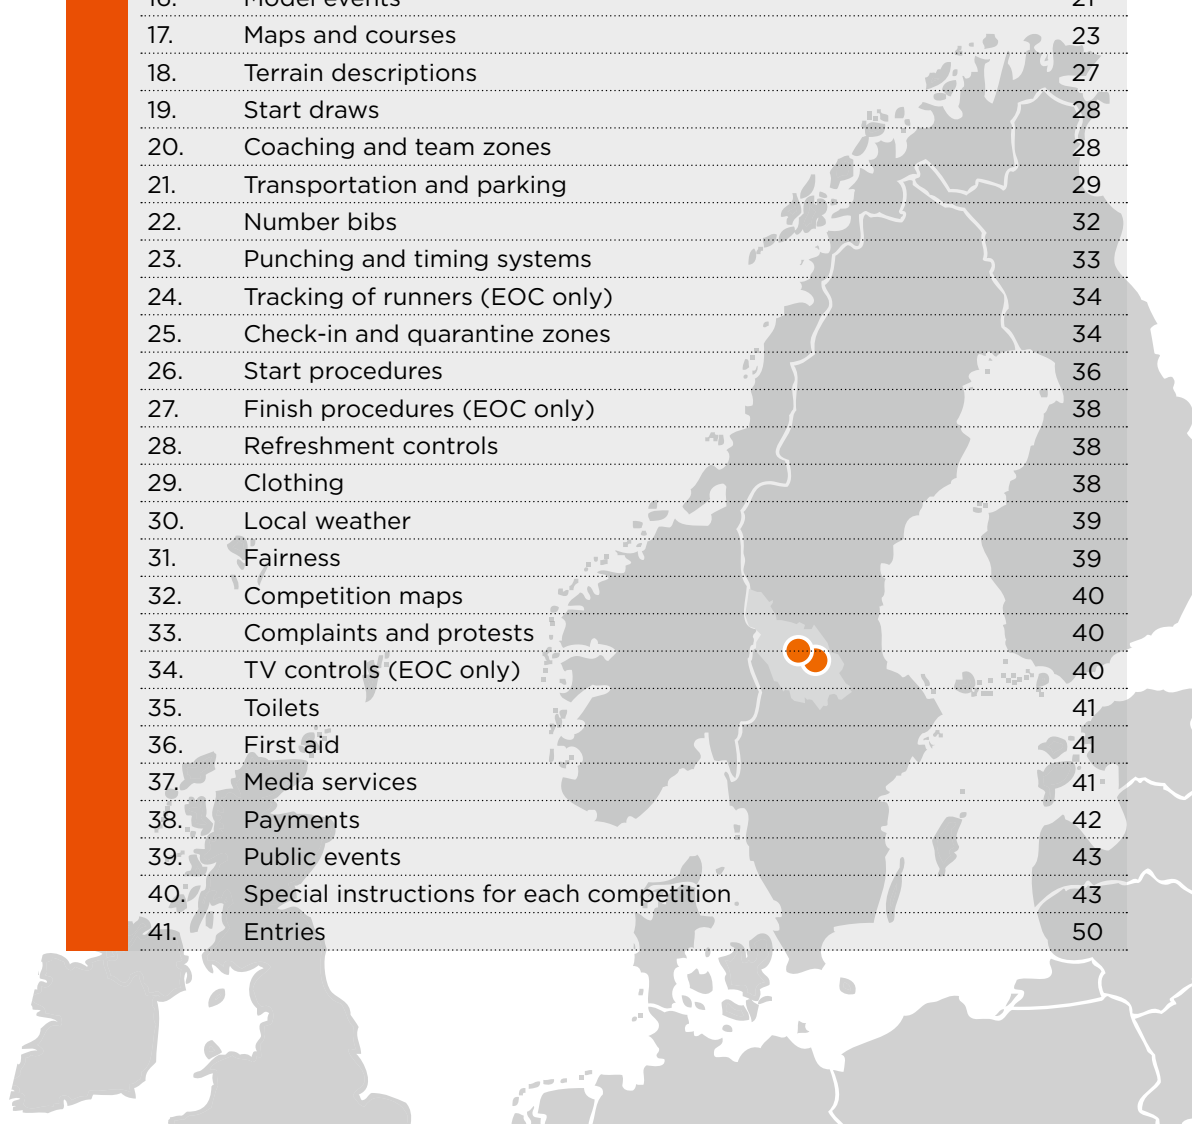 16. Model events 21
17. Maps and courses 23
18. Terrain descriptions 27
19. Start draws 28
20. Coaching and team zones 28
21. Transportation and parking 29
22. Number bibs 32
23. Punching and timing systems 33
24. Tracking of runners (EOC only) 34
25. Check-in and quarantine zones 34
26. Start procedures 36
27. Finish procedures (EOC only) 38
28. Refreshment controls 38
29. Clothing 38
30. Local weather 39
31. Fairness 39
32. Competition maps 40
33. Complaints and protests 40
34. TV controls (EOC only) 40
35. Toilets 41
36. First aid 41
37. Media services 41
38. Payments 42
39. Public events 43
40. Special instructions for each competition 43
41. Entries 50